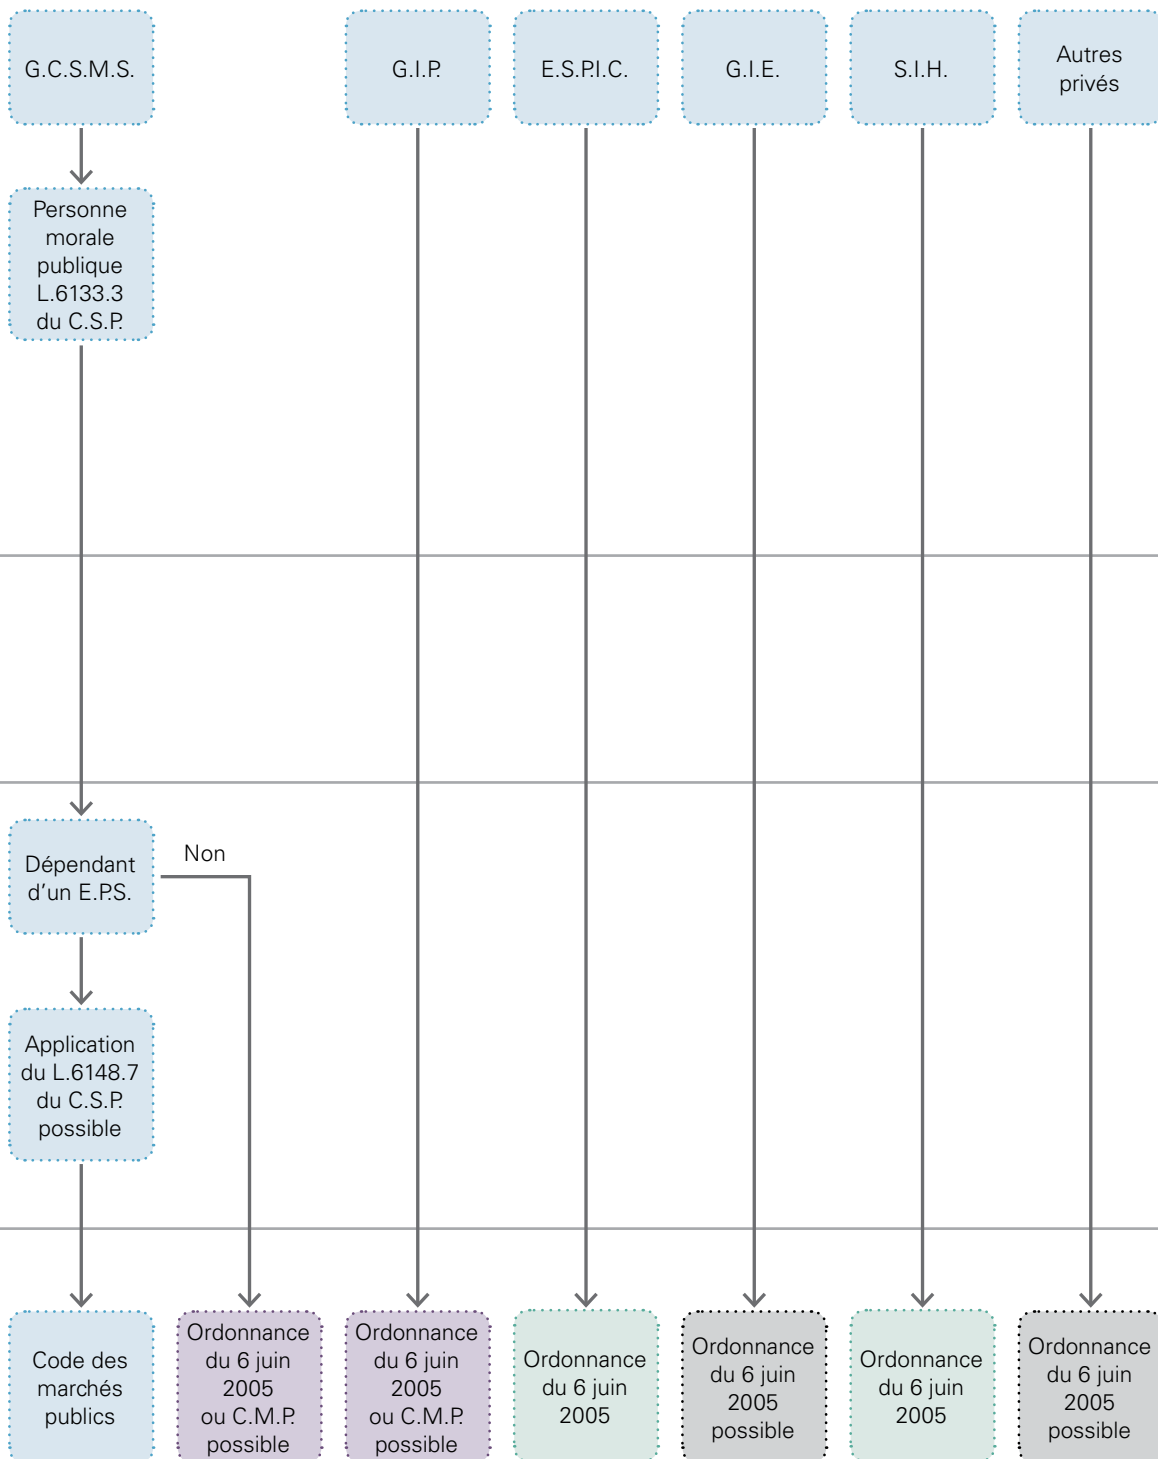 G.C.S.M.S.
G.I.P.
E.S.P.I.C.
G.I.E.
S.I.H.
Autres
privés
Personne
morale
publique
L.6133.3
du C.S.P.
Dépendant
d'un E.P.S.
Non
Application
du L.6148.7
du C.S.P.
possible
Code des
marchés
publics
Ordonnance
du 6 juin
2005
ou C.M.P.
possible
Ordonnance
du 6 juin
2005
ou C.M.P.
possible
Ordonnance
du 6 juin
2005
Ordonnance
du 6 juin
2005
possible
Ordonnance
du 6 juin
2005
Ordonnance
du 6 juin
2005
possible